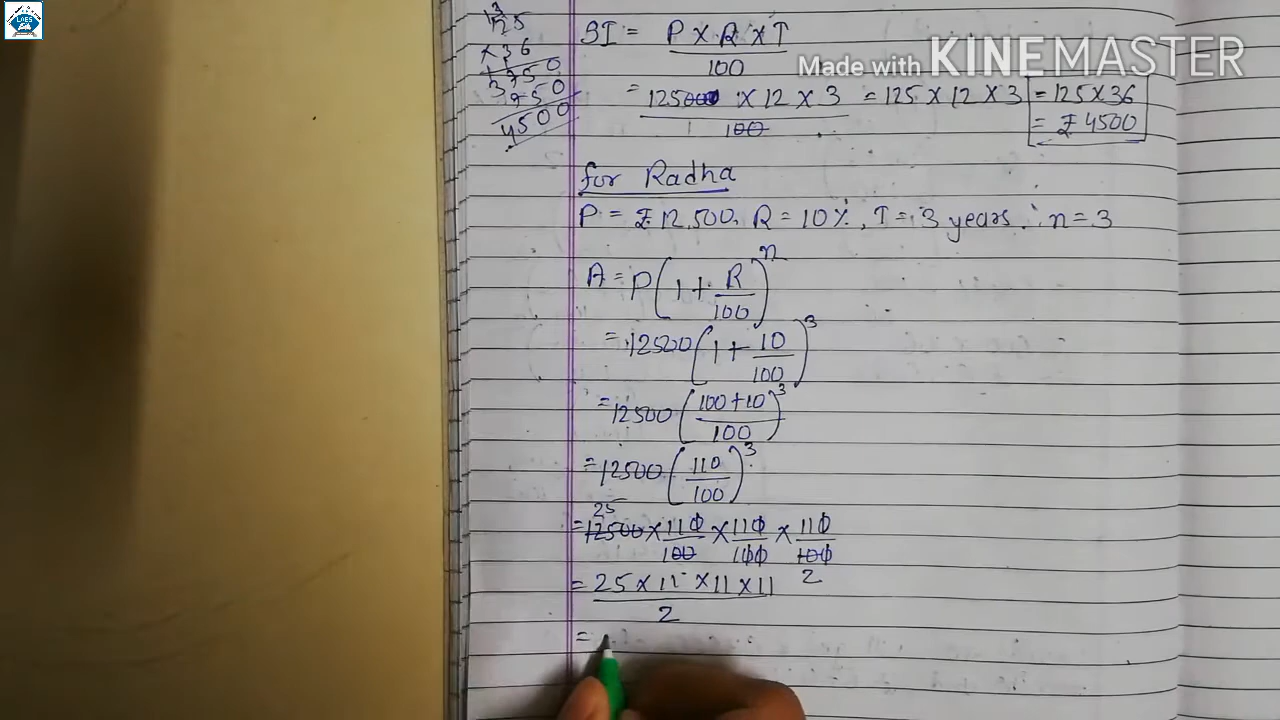 LOES
SI = P × R × T / 100
Made with KINEMASTER
= 12500 × 12 × 3 / 100 = 125 × 12 × 3 = 125 × 36
= ₹ 4500
125
× 36
3750
4500
for Radha
P = ₹ 12,500, R = 10%, T = 3 years ∴ n = 3
A = P(1 + R/100)^n
= 12500(1 + 10/100)^3
= 12500(100 + 10/100)^3
= 12500(110/100)^3
25
= 12500 × 110/100 × 110/100 × 110/100
2
= 25 × 11 × 11 × 11 / 2
=